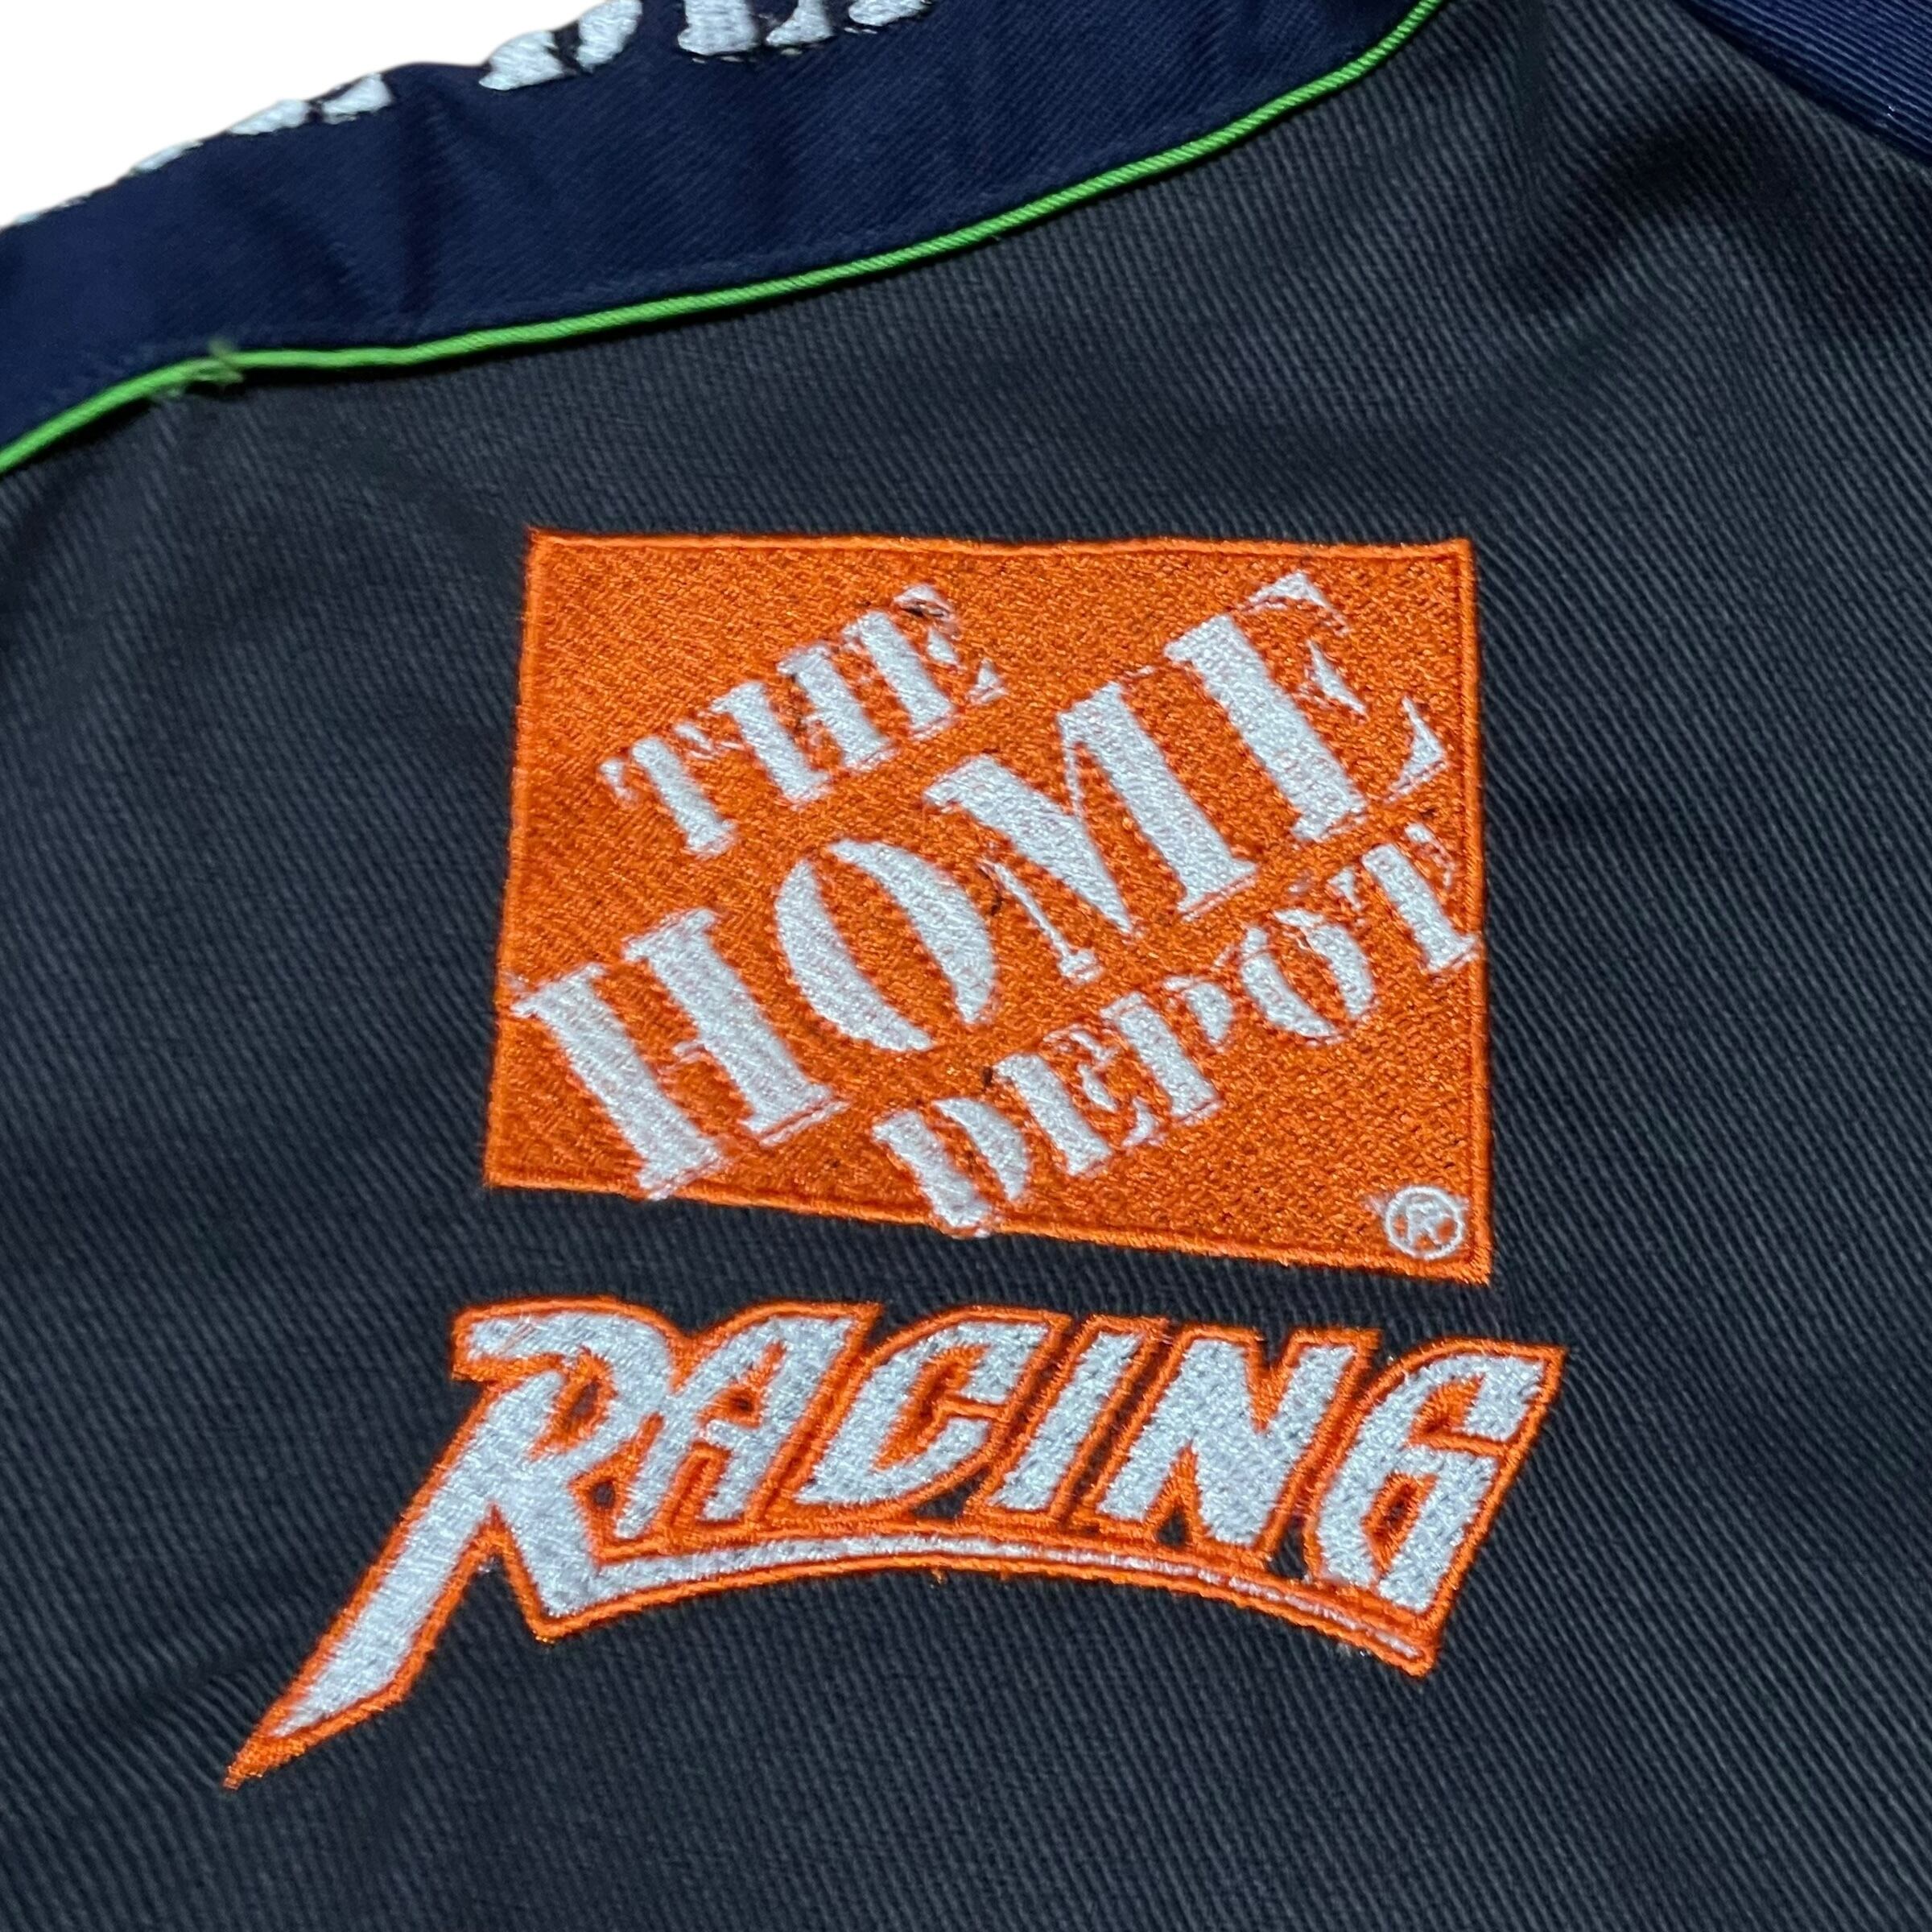 THE
HOME
DEPOT
®
RACING